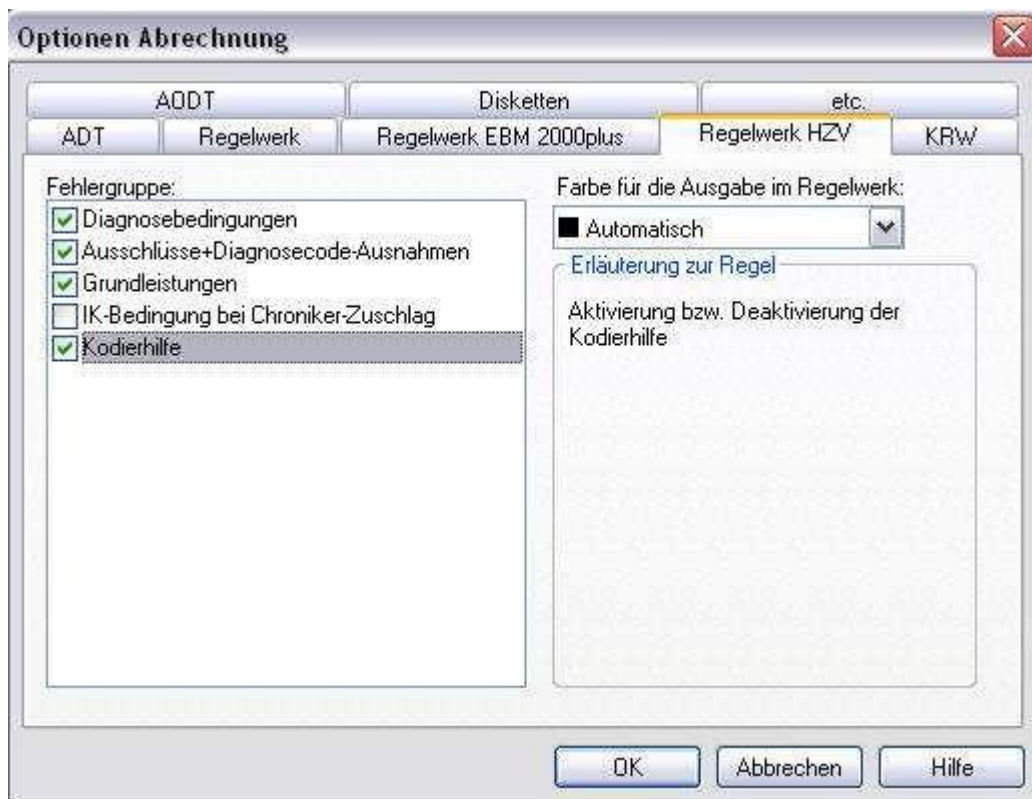 Optionen Abrechnung
AODT
Disketten
etc.
ADT
Regelwerk
Regelwerk EBM 2000plus
Regelwerk HZV
KRW
Fehlergruppe:
Diagnosebedingungen
Ausschlüsse+Diagnosecode-Ausnahmen
Grundleistungen
IK-Bedingung bei Chroniker-Zuschlag
Kodierhilfe
Farbe für die Ausgabe im Regelwerk:
Automatisch
Erläuterung zur Regel
Aktivierung bzw. Deaktivierung der
Kodierhilfe
OK
Abbrechen
Hilfe